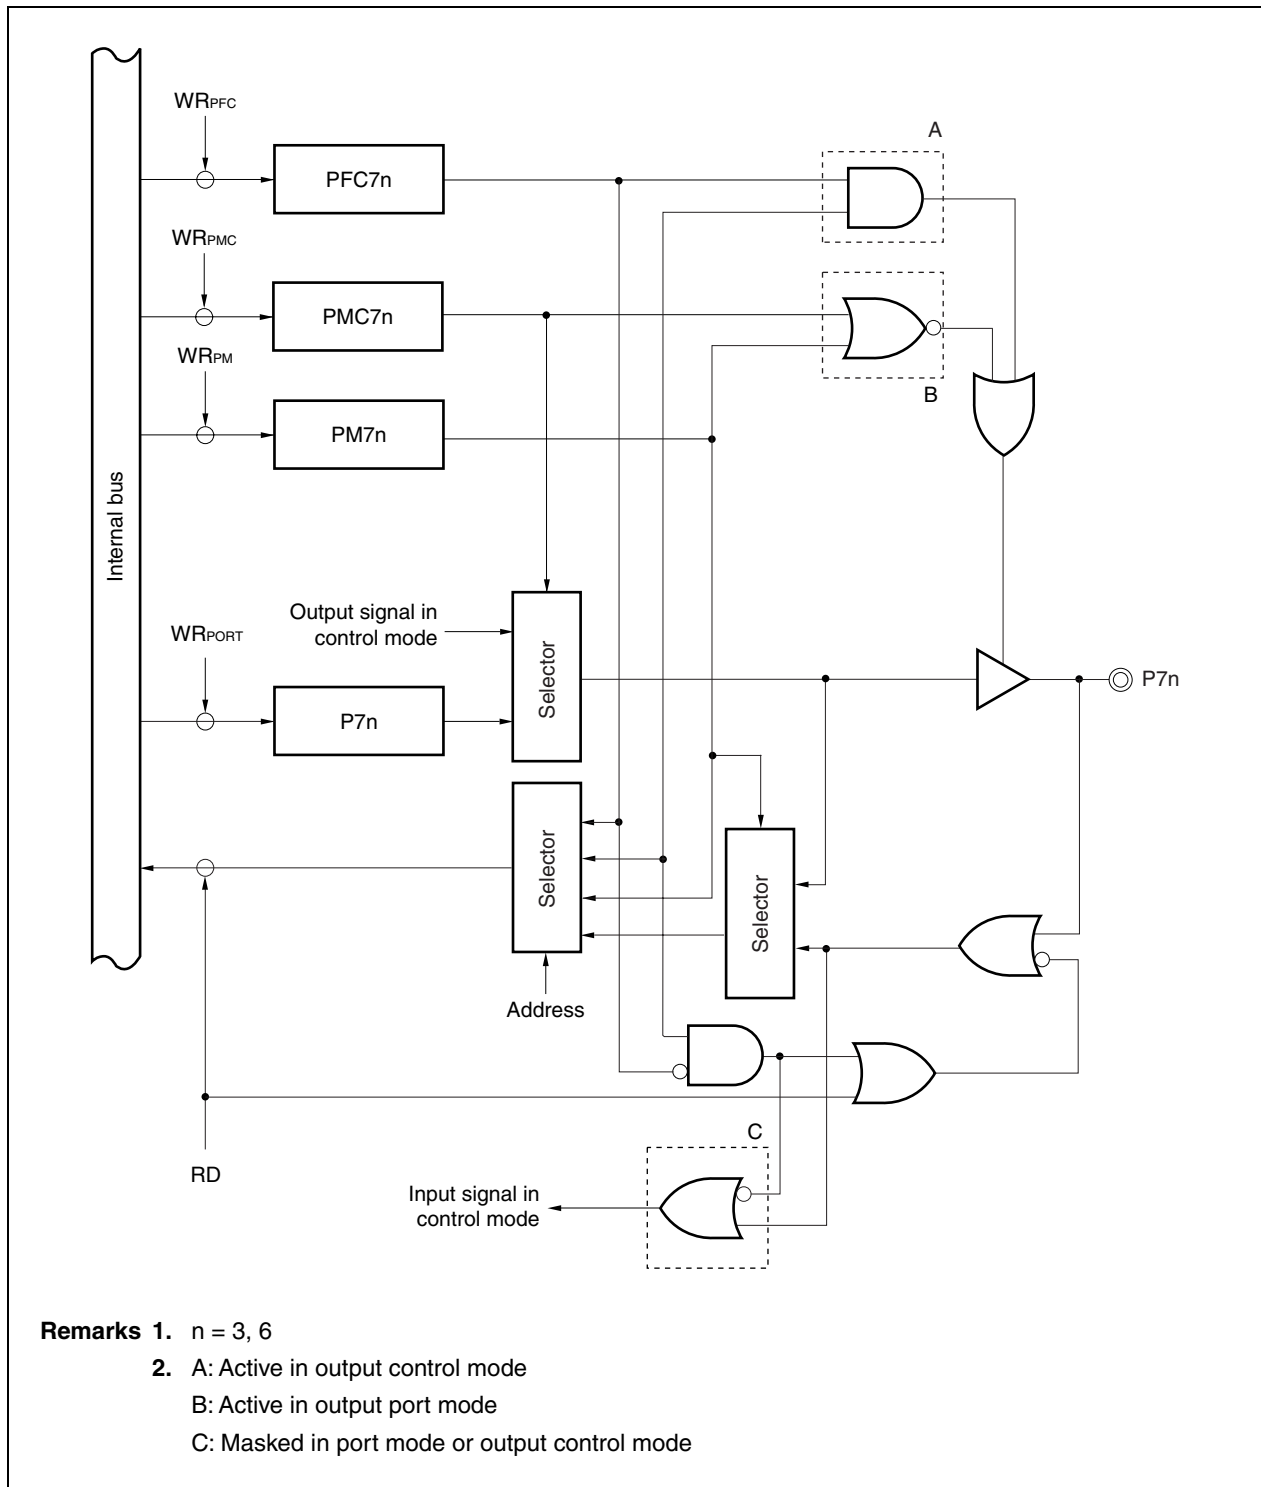 WRPFC
A
PFC7n
WRPMC
PMC7n
WRPM
B
PM7n
Internal bus
Output signal in
control mode
Selector
WRPORT
P7n
P7n
Selector
Selector
Address
C
RD
Input signal in
control mode
Remarks 1. n = 3, 6
2. A: Active in output control mode
B: Active in output port mode
C: Masked in port mode or output control mode